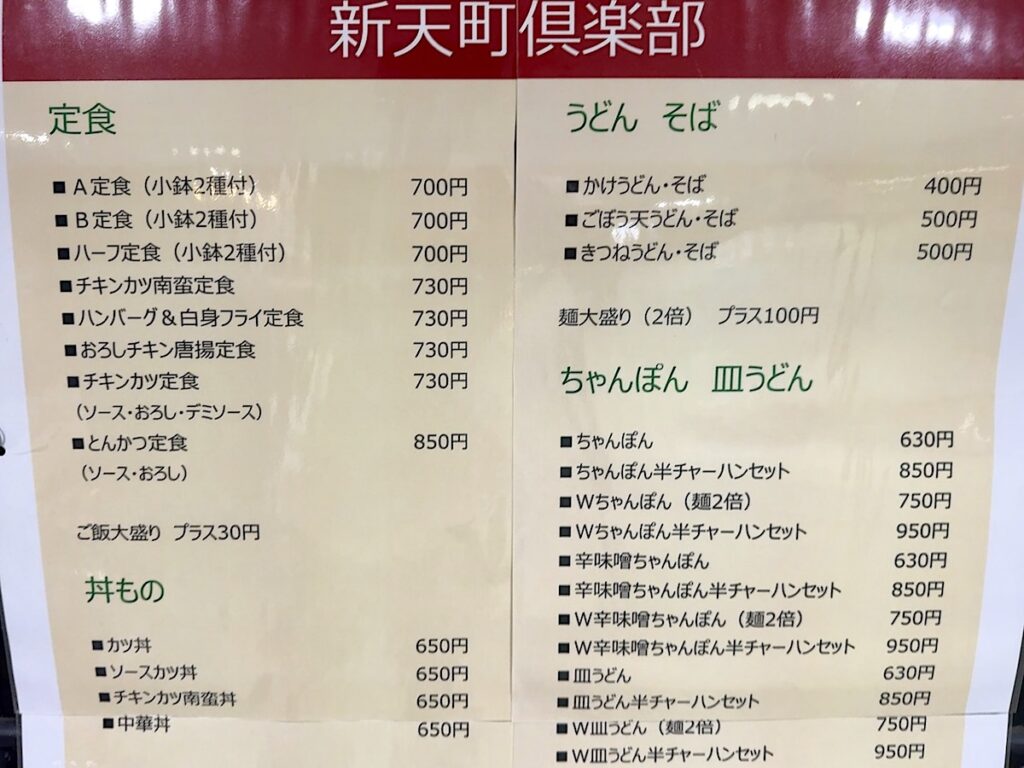 新天町倶楽部
定食
■A定食（小鉢2種付） 700円
■B定食（小鉢2種付） 700円
■ハーフ定食（小鉢2種付） 700円
■チキンカツ南蛮定食 730円
■ハンバーグ＆白身フライ定食 730円
■おろしチキン唐揚定食 730円
■チキンカツ定食 730円
（ソース・おろし・デミソース）
■とんかつ定食 850円
（ソース・おろし）
ご飯大盛り プラス30円
丼もの
■カツ丼 650円
■ソースカツ丼 650円
■チキンカツ南蛮丼 650円
■中華丼 650円
うどん そば
■かけうどん・そば 400円
■ごぼう天うどん・そば 500円
■きつねうどん・そば 500円
麺大盛り（2倍） プラス100円
ちゃんぽん 皿うどん
■ちゃんぽん 630円
■ちゃんぽん半チャーハンセット 850円
■Wちゃんぽん（麺2倍） 750円
■Wちゃんぽん半チャーハンセット 950円
■辛味噌ちゃんぽん 630円
■辛味噌ちゃんぽん半チャーハンセット 850円
■W辛味噌ちゃんぽん（麺2倍） 750円
■W辛味噌ちゃんぽん半チャーハンセット 950円
■皿うどん 630円
■皿うどん半チャーハンセット 850円
■W皿うどん（麺2倍） 750円
■W皿うどん半チャーハンセット 950円